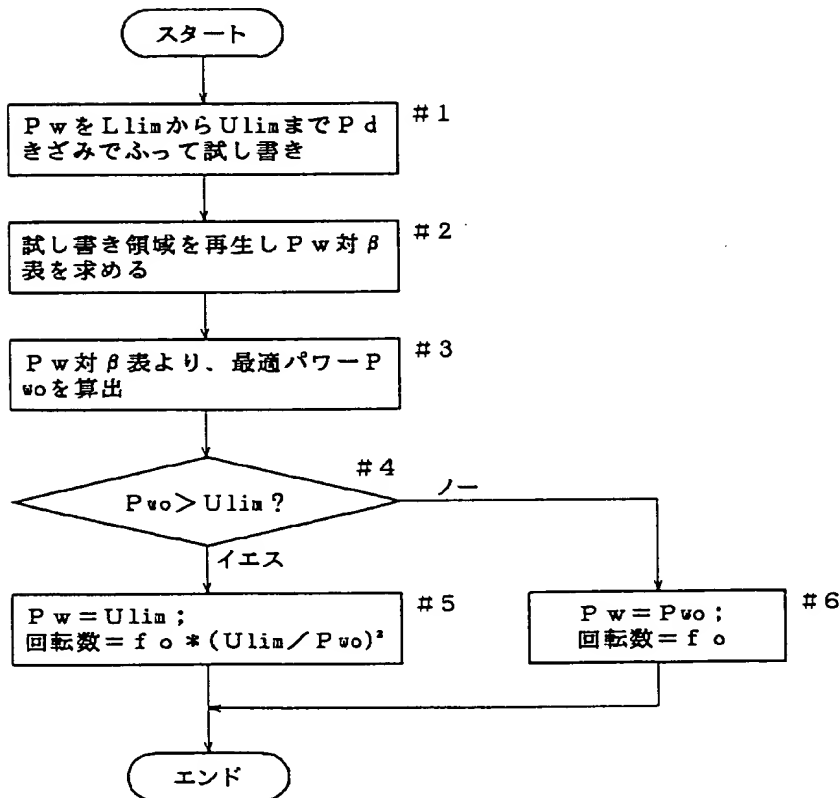 スタート
PwをLlimからUlimまでPd
きざみでふって試し書き
#1
試し書き領域を再生しPw対β
表を求める
#2
Pw対β表より、最適パワーP
woを算出
#3
#4
Pwo>Ulim?
ノー
イエス
Pw=Ulim;
回転数=fo*(Ulim/Pwo)²
#5
Pw=Pwo;
回転数=fo
#6
エンド